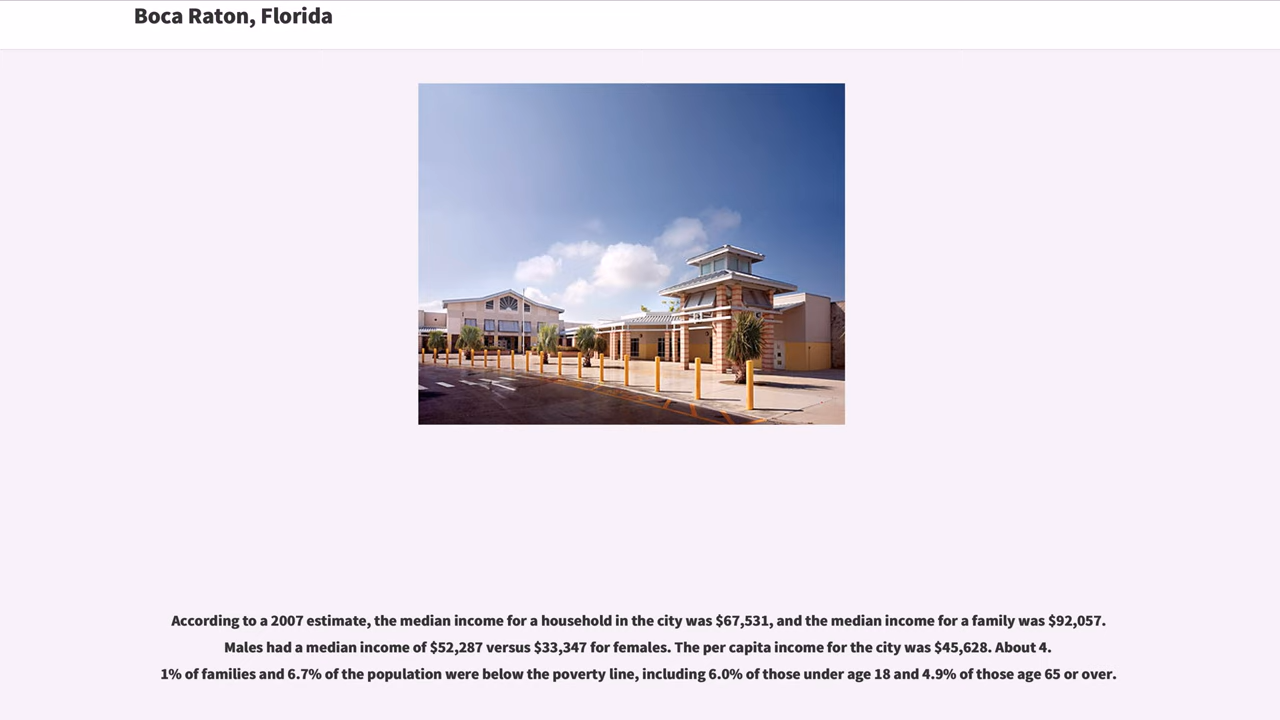 Boca Raton, Florida
According to a 2007 estimate, the median income for a household in the city was $67,531, and the median income for a family was $92,057.
Males had a median income of $52,287 versus $33,347 for females. The per capita income for the city was $45,628. About 4.
1% of families and 6.7% of the population were below the poverty line, including 6.0% of those under age 18 and 4.9% of those age 65 or over.